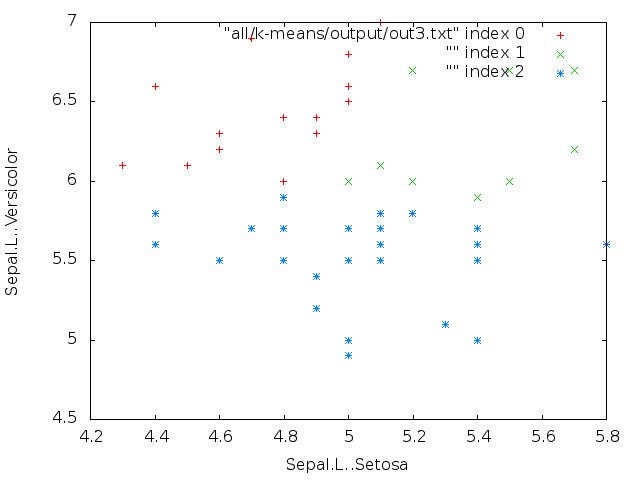 7
"all/k-means/output/out3.txt" index 0
"" index 1
"" index 2
6.5
6
5.5
5
4.5
4.2 4.4 4.6 4.8 5 5.2 5.4 5.6 5.8
Sepal.L..Versicolor
Sepal.L..Setosa